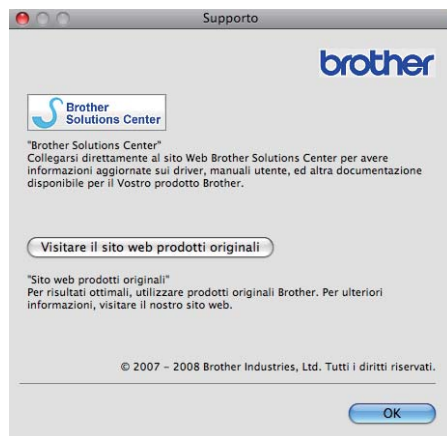 Supporto
brother
Brother
Solutions Center
"Brother Solutions Center"
Collegarsi direttamente al sito Web Brother Solutions Center per avere
informazioni aggiornate sui driver, manuali utente, ed altra documentazione
disponibile per il Vostro prodotto Brother.
Visitare il sito web prodotti originali
"Sito web prodotti originali"
Per risultati ottimali, utilizzare prodotti originali Brother. Per ulteriori
informazioni, visitare il nostro sito web.
© 2007 – 2008 Brother Industries, Ltd. Tutti i diritti riservati.
OK